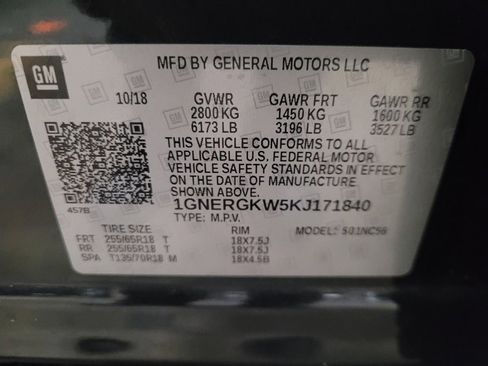 GM
MFD BY GENERAL MOTORS LLC
10/18 GVWR GAWR FRT GAWR RR
2800 KG 1450 KG 1600 KG
6173 LB 3196 LB 3527 LB
THIS VEHICLE CONFORMS TO ALL
APPLICABLE U.S. FEDERAL MOTOR
VEHICLE SAFETY STANDARDS IN EFFECT
ON THE DATE OF MANUFACTURE SHOWN ABOVE.
1GNERGKW5KJ171840
457B TYPE: M.P.V. MODEL:
TIRE SIZE RIM
FRT 255/65R18 T 18X7.5J
RR 255/65R18 T 18X7.5J
SPA T135/70R18 M 18X4.5B